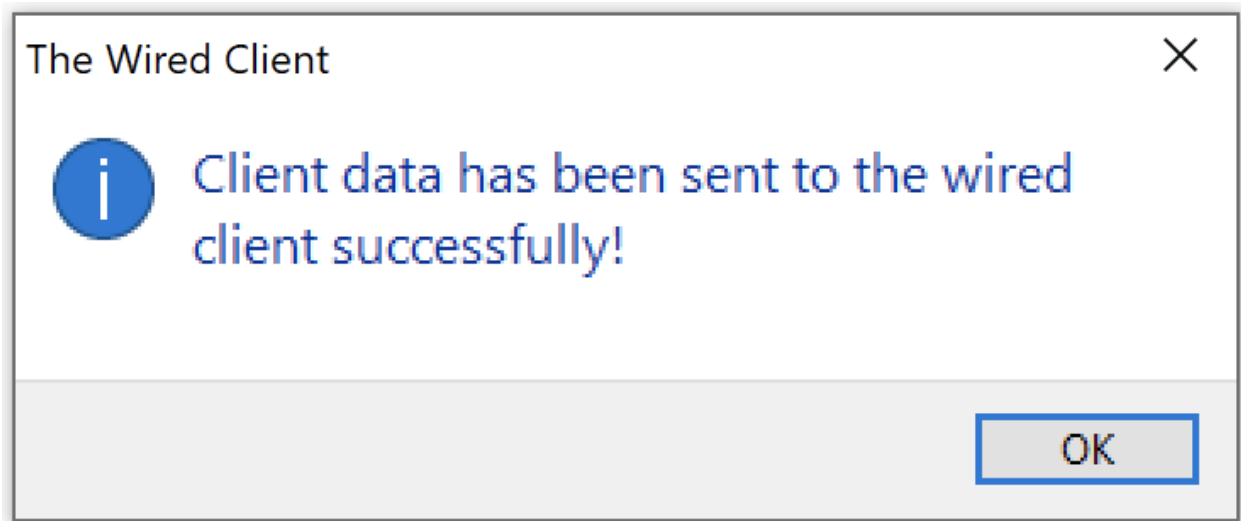 The Wired Client
Client data has been sent to the wired
client successfully!
OK